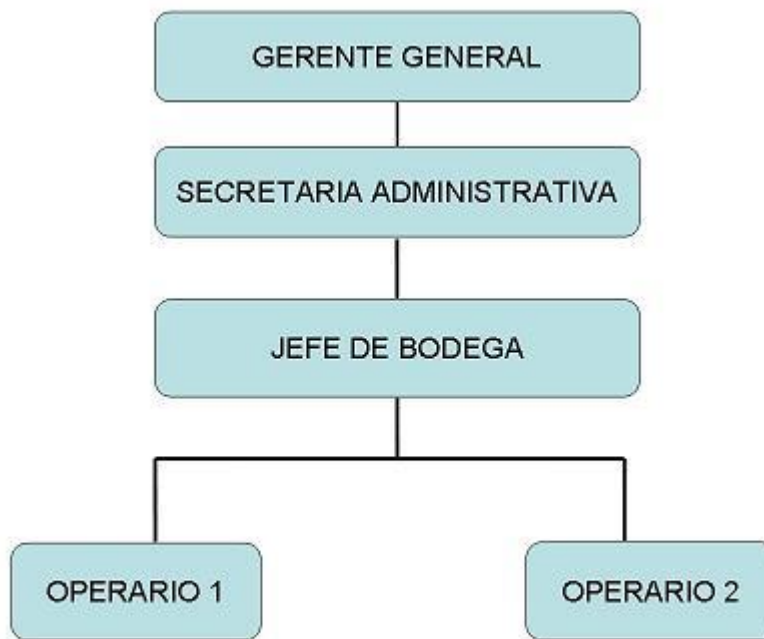 GERENTE GENERAL
SECRETARIA ADMINISTRATIVA
JEFE DE BODEGA
OPERARIO 1
OPERARIO 2